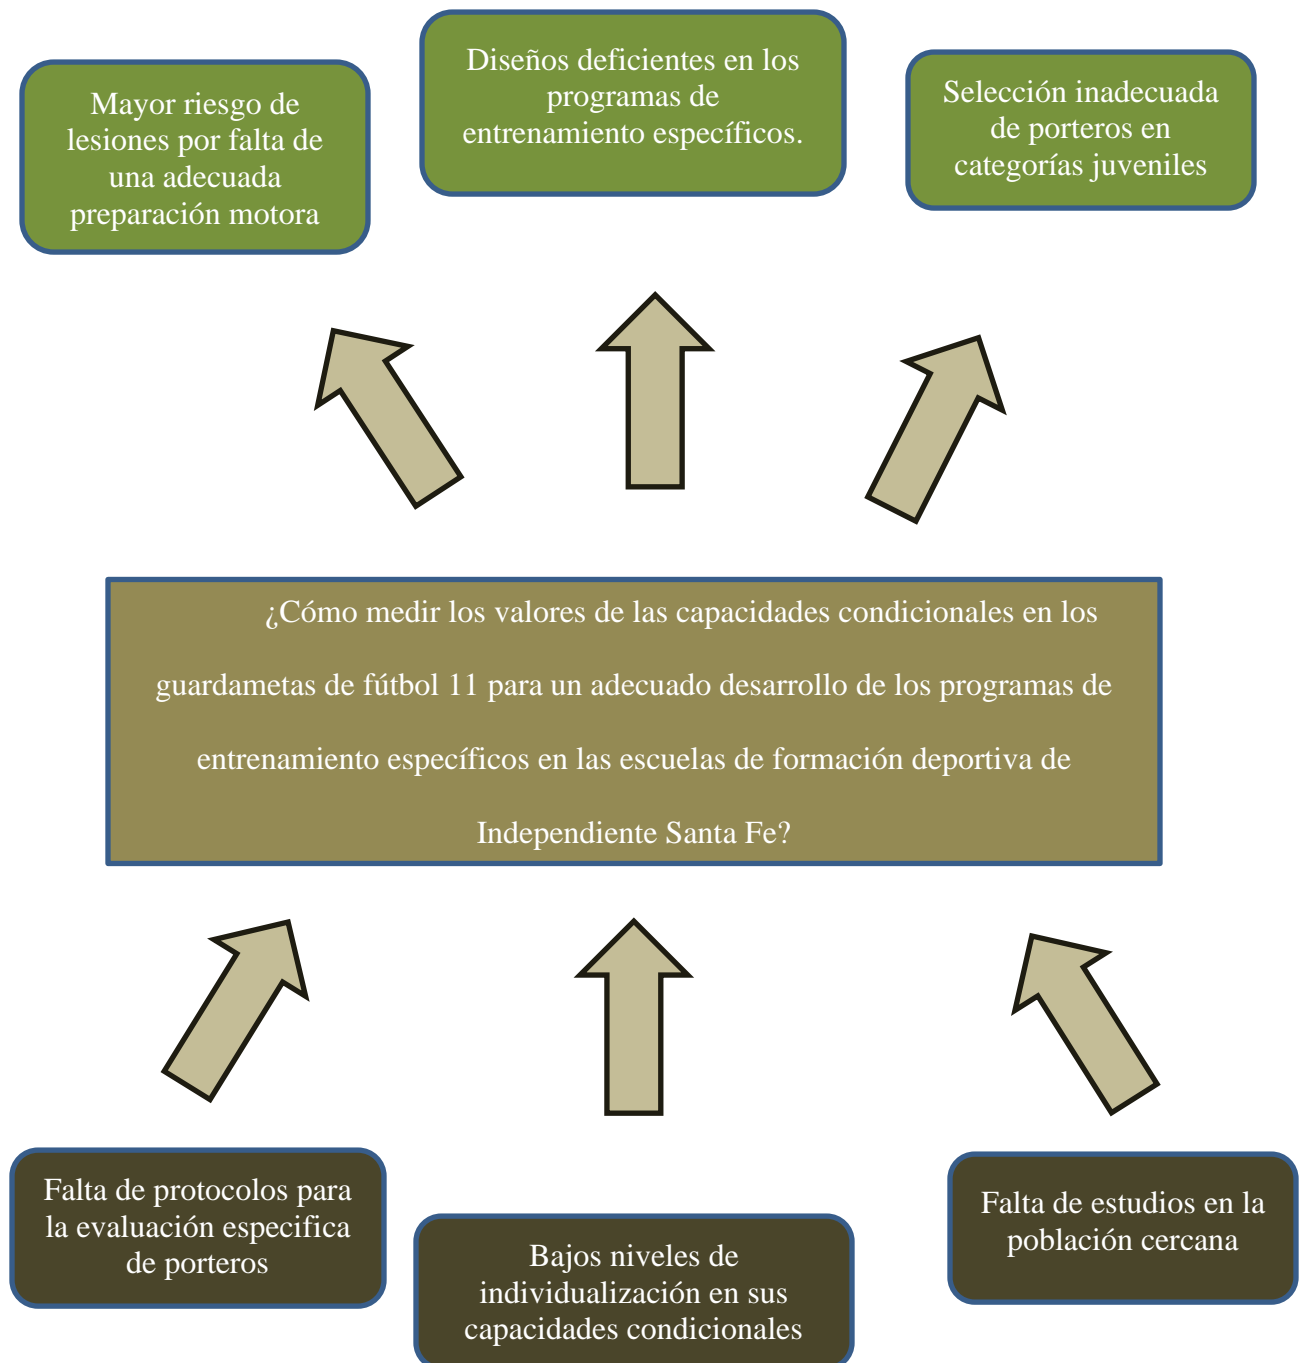 Mayor riesgo de
lesiones por falta de
una adecuada
preparación motora
Diseños deficientes en los
programas de
entrenamiento específicos.
Selección inadecuada
de porteros en
categorías juveniles
¿Cómo medir los valores de las capacidades condicionales en los
guardametas de fútbol 11 para un adecuado desarrollo de los programas de
entrenamiento específicos en las escuelas de formación deportiva de
Independiente Santa Fe?
Falta de protocolos para
la evaluación especifica
de porteros
Bajos niveles de
individualización en sus
capacidades condicionales
Falta de estudios en la
población cercana